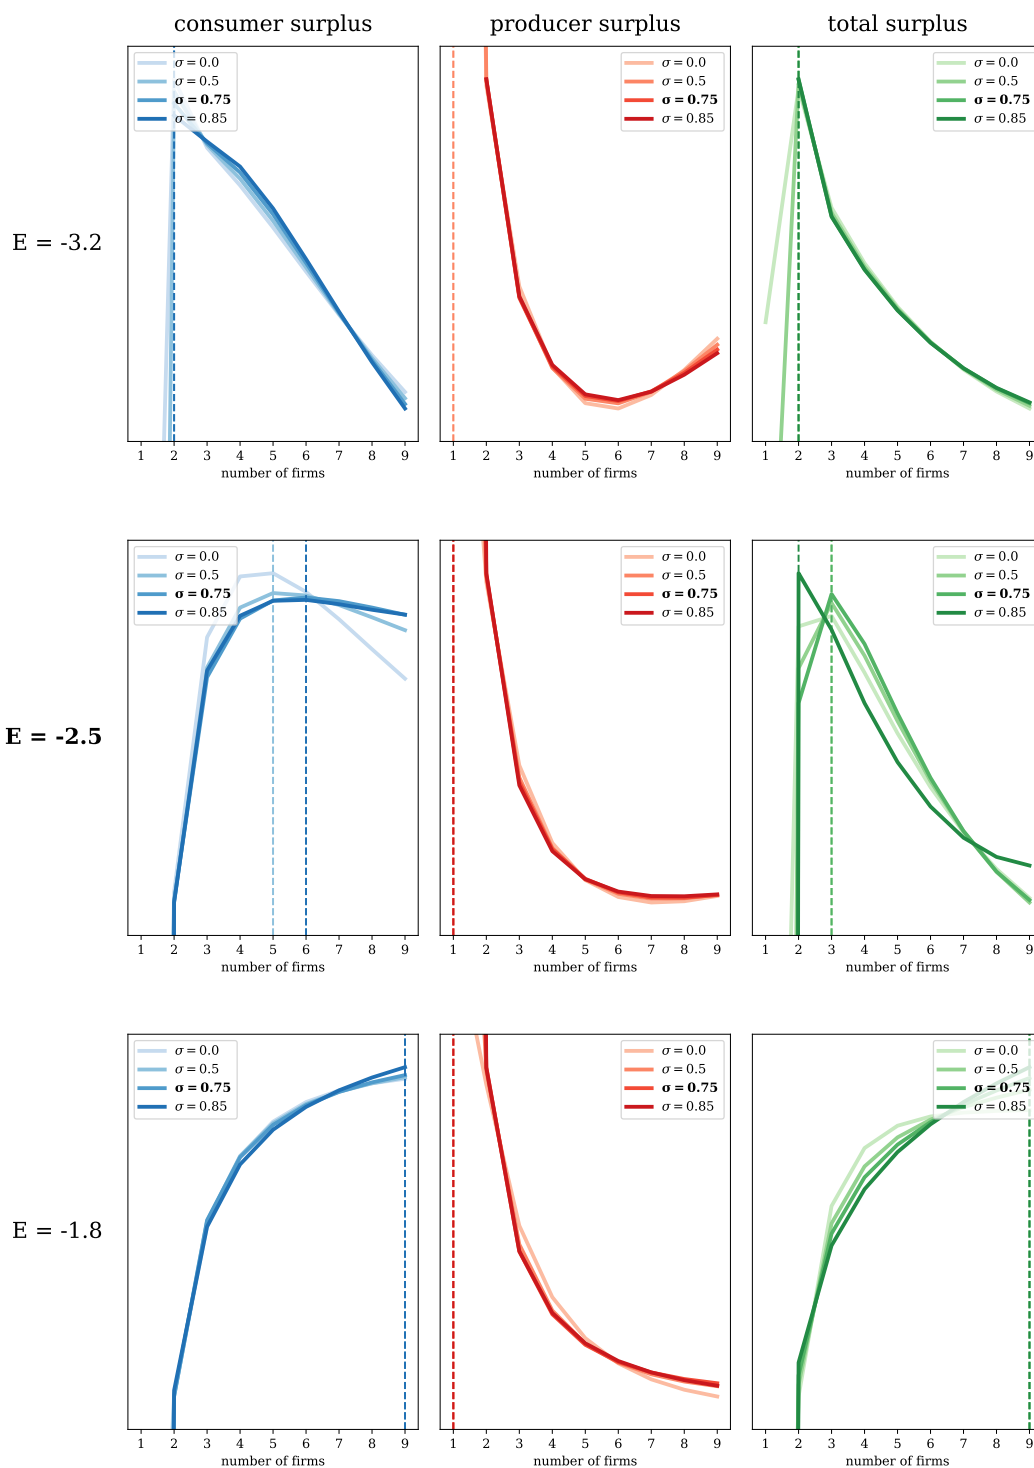 consumer surplus
producer surplus
total surplus
E = -3.2
σ = 0.0
σ = 0.5
σ = 0.75
σ = 0.85
1 2 3 4 5 6 7 8 9
number of firms
σ = 0.0
σ = 0.5
σ = 0.75
σ = 0.85
1 2 3 4 5 6 7 8 9
number of firms
σ = 0.0
σ = 0.5
σ = 0.75
σ = 0.85
1 2 3 4 5 6 7 8 9
number of firms
E = -2.5
σ = 0.0
σ = 0.5
σ = 0.75
σ = 0.85
1 2 3 4 5 6 7 8 9
number of firms
σ = 0.0
σ = 0.5
σ = 0.75
σ = 0.85
1 2 3 4 5 6 7 8 9
number of firms
σ = 0.0
σ = 0.5
σ = 0.75
σ = 0.85
1 2 3 4 5 6 7 8 9
number of firms
E = -1.8
σ = 0.0
σ = 0.5
σ = 0.75
σ = 0.85
1 2 3 4 5 6 7 8 9
number of firms
σ = 0.0
σ = 0.5
σ = 0.75
σ = 0.85
1 2 3 4 5 6 7 8 9
number of firms
σ = 0.0
σ = 0.5
σ = 0.75
σ = 0.85
1 2 3 4 5 6 7 8 9
number of firms